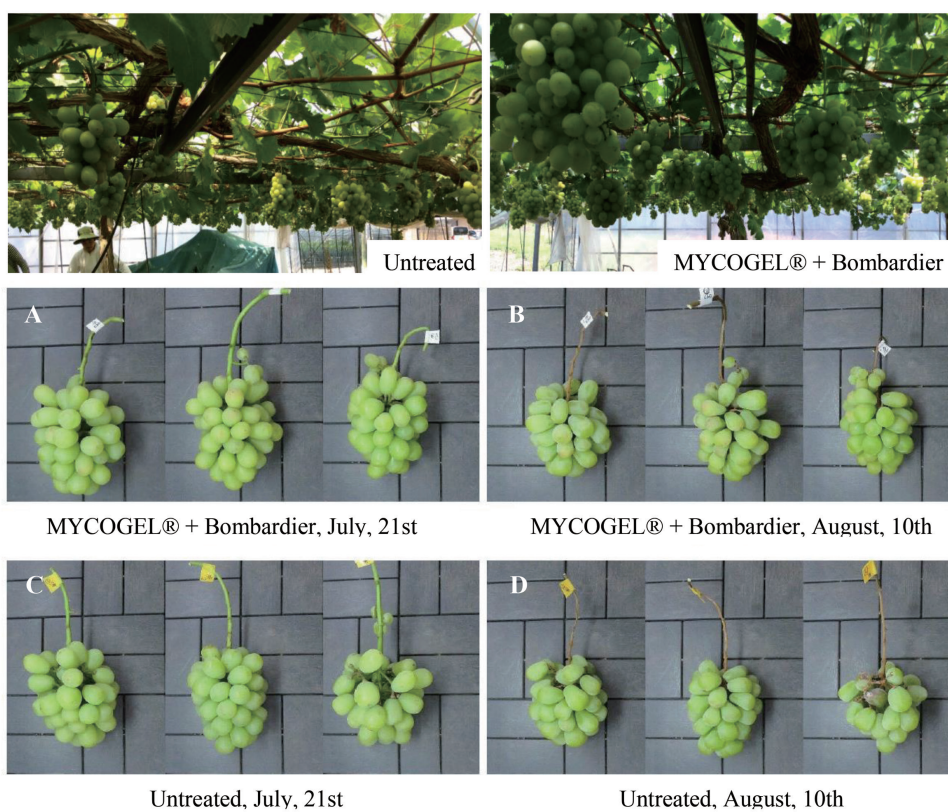 Untreated
MYCOGEL® + Bombardier
A
B
MYCOGEL® + Bombardier, July, 21st
MYCOGEL® + Bombardier, August, 10th
C
D
Untreated, July, 21st
Untreated, August, 10th